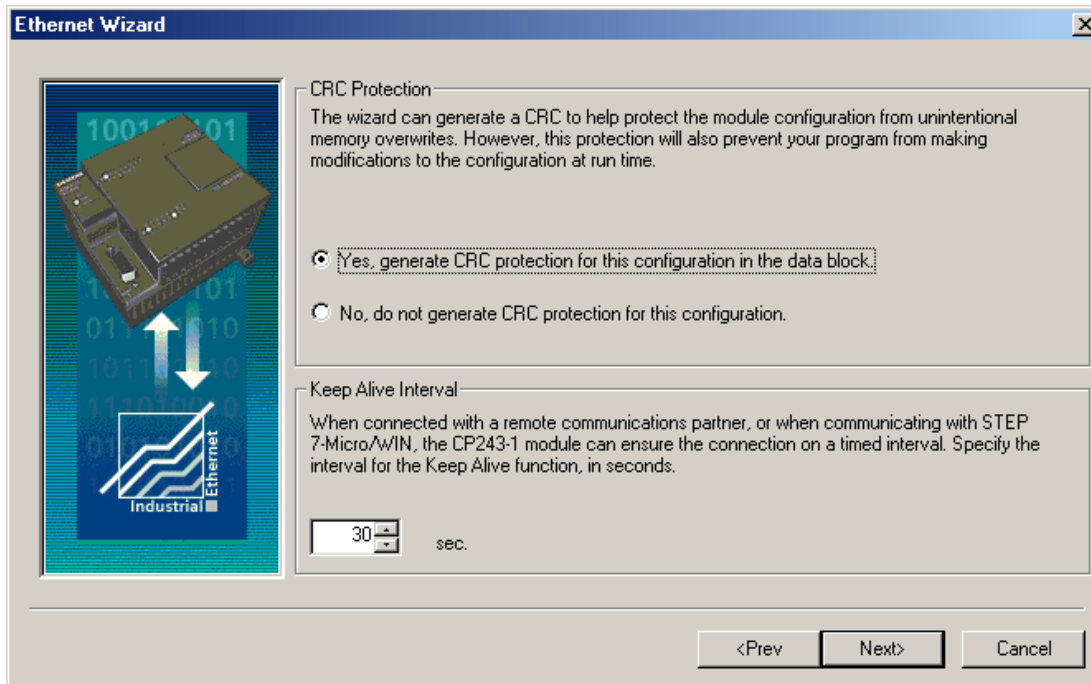 Ethernet Wizard
CRC Protection
The wizard can generate a CRC to help protect the module configuration from unintentional
memory overwrites. However, this protection will also prevent your program from making
modifications to the configuration at run time.
Yes, generate CRC protection for this configuration in the data block.
No, do not generate CRC protection for this configuration.
Keep Alive Interval
When connected with a remote communications partner, or when communicating with STEP
7-Micro/WIN, the CP243-1 module can ensure the connection on a timed interval. Specify the
interval for the Keep Alive function, in seconds.
30 sec.
Industrial
Ethernet
<Prev
Next>
Cancel